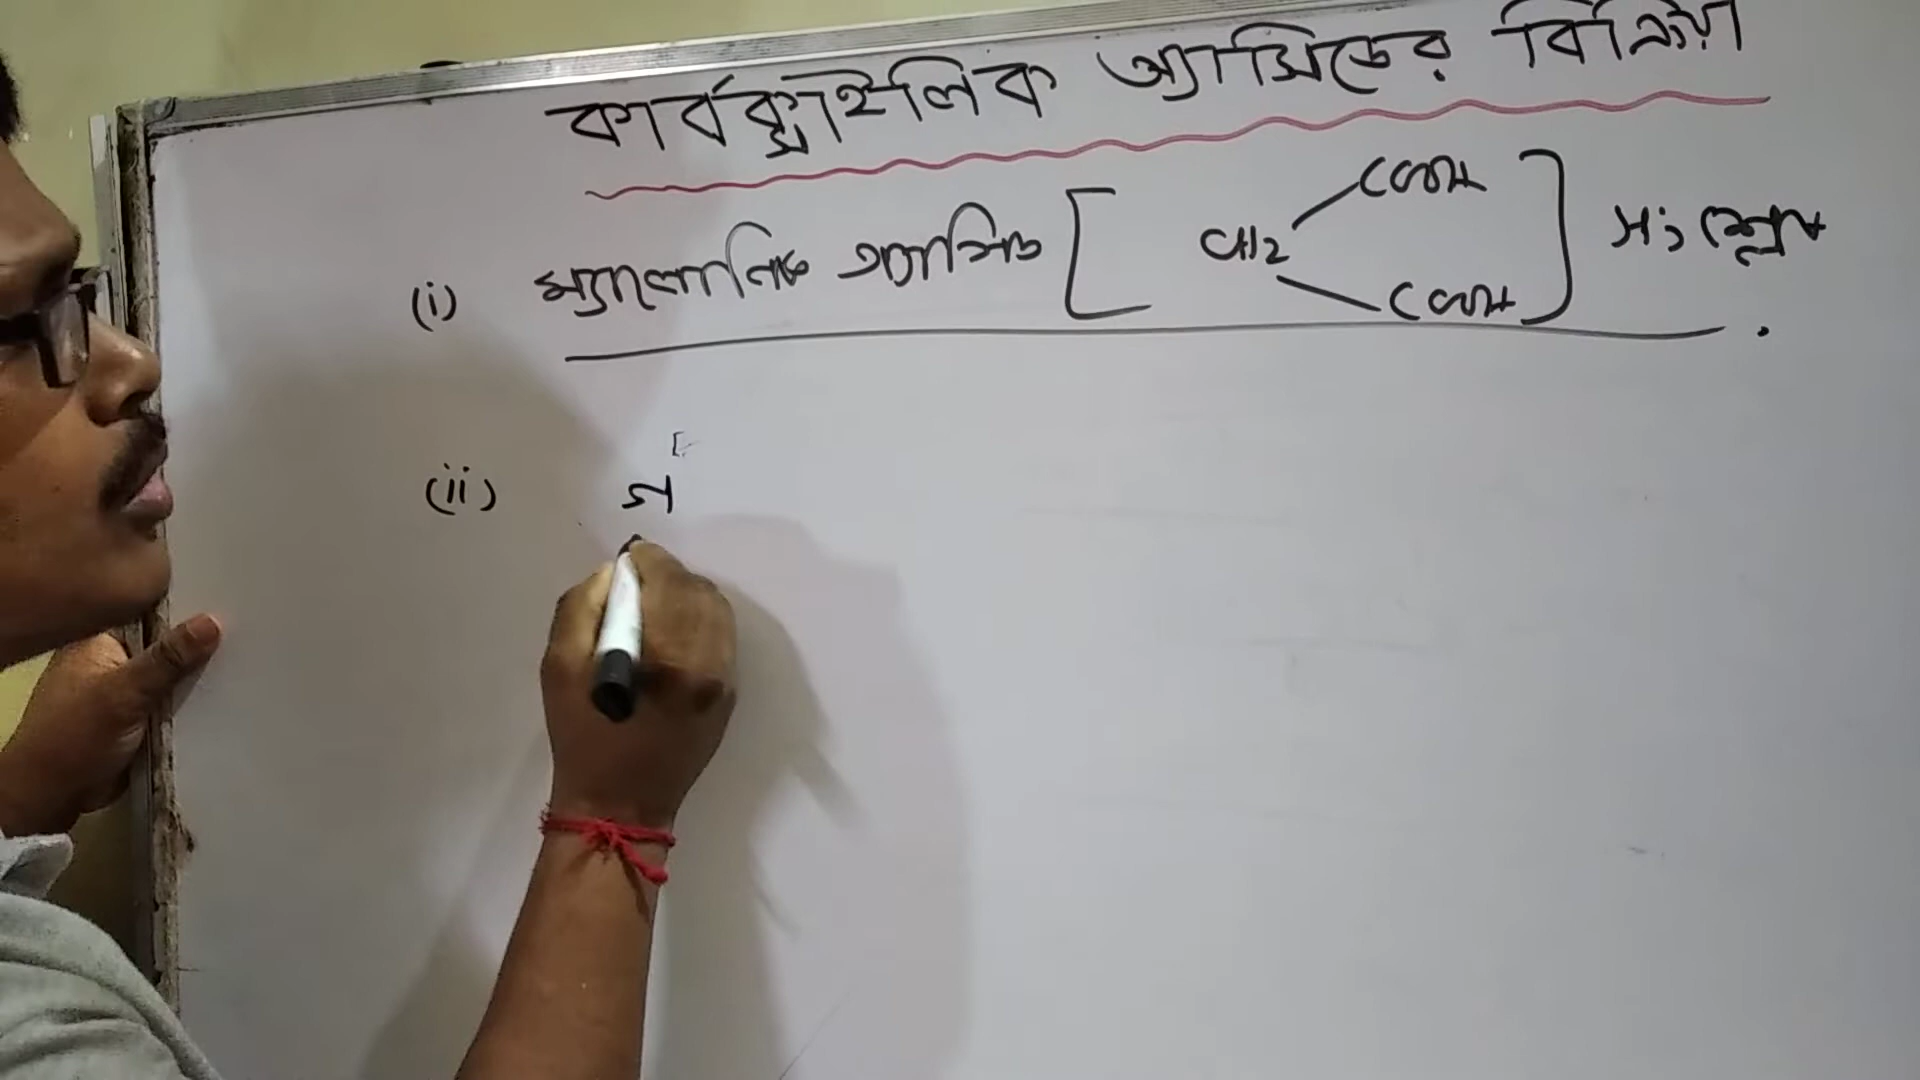 কার্বক্সাইলিক অ্যাসিডের বিক্রিয়া
(i) ম্যালোনিক অ্যাসিড [ CH2 COOH COOH ] সংশ্লেষ .
(ii) স